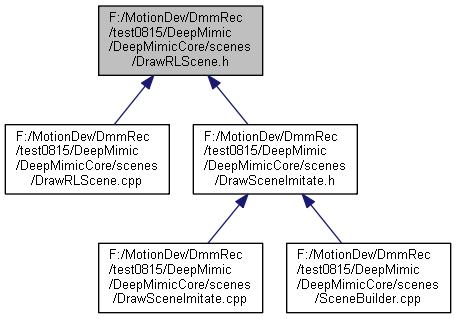 F:/MotionDev/DmmRec
/test0815/DeepMimic
/DeepMimicCore/scenes
/DrawRLScene.h
F:/MotionDev/DmmRec
/test0815/DeepMimic
/DeepMimicCore/scenes
/DrawRLScene.cpp
F:/MotionDev/DmmRec
/test0815/DeepMimic
/DeepMimicCore/scenes
/DrawSceneImitate.h
F:/MotionDev/DmmRec
/test0815/DeepMimic
/DeepMimicCore/scenes
/DrawSceneImitate.cpp
F:/MotionDev/DmmRec
/test0815/DeepMimic
/DeepMimicCore/scenes
/SceneBuilder.cpp